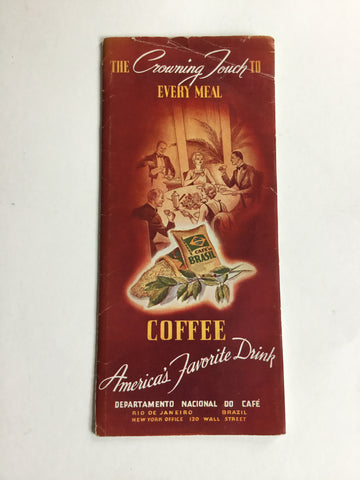 THE Crowning Touch TO
EVERY MEAL
CAFÉ DO
BRASIL
COFFEE
America's Favorite Drink
DEPARTAMENTO NACIONAL DO CAFÉ
RIO DE JANEIRO BRAZIL
NEW YORK OFFICE 120 WALL STREET